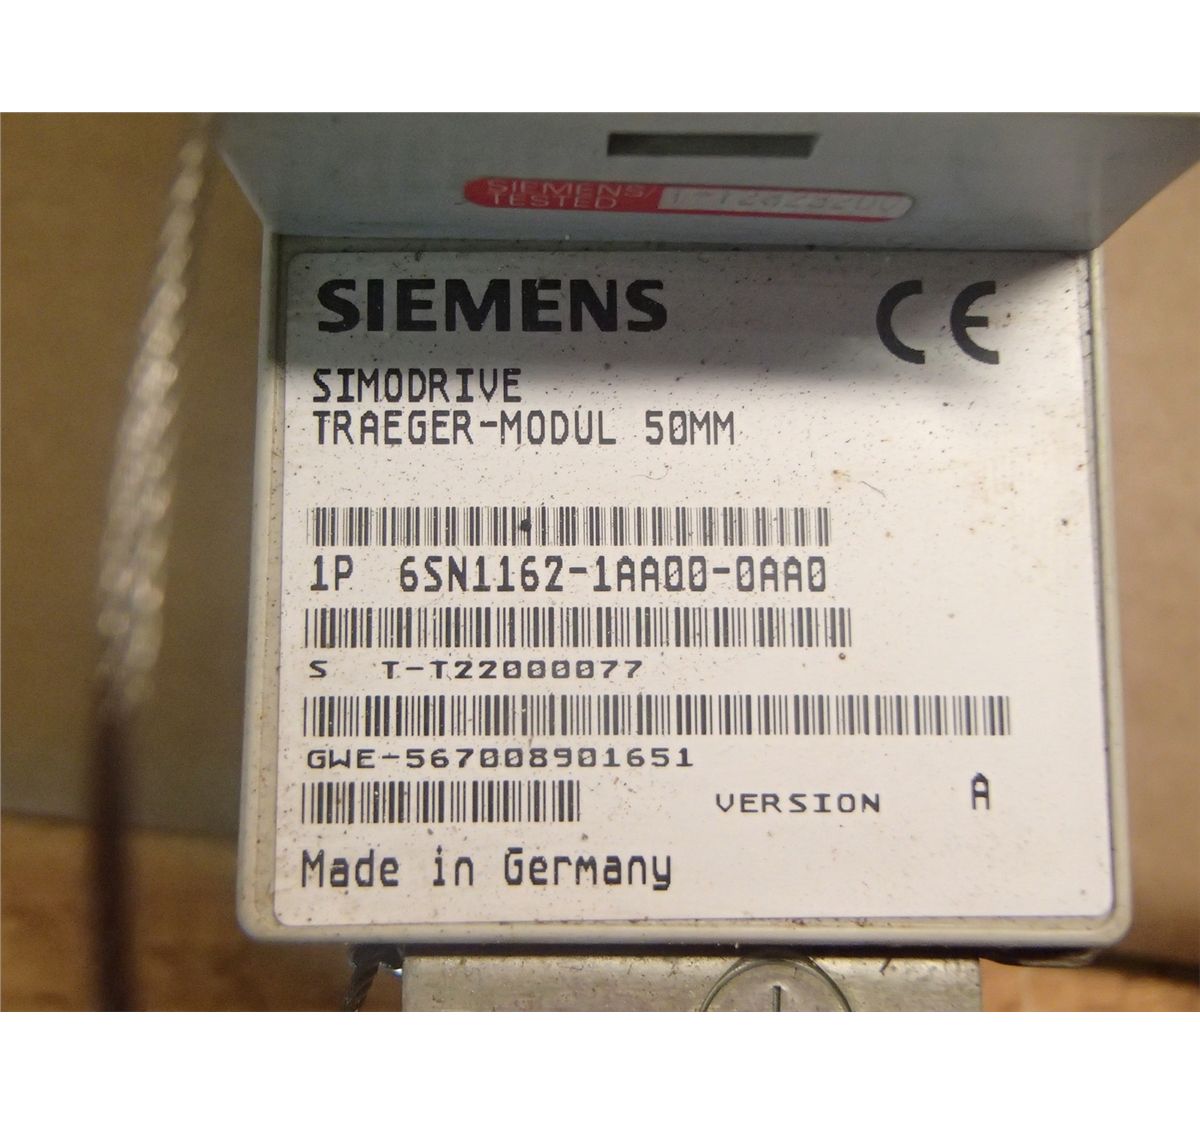 SIEMENS/
TESTED
SIEMENS CE
SIMODRIVE
TRAEGER-MODUL 50MM
1P 6SN1162-1AA00-0AA0
S T-T22000077
GWE-567008901651
VERSION A
Made in Germany